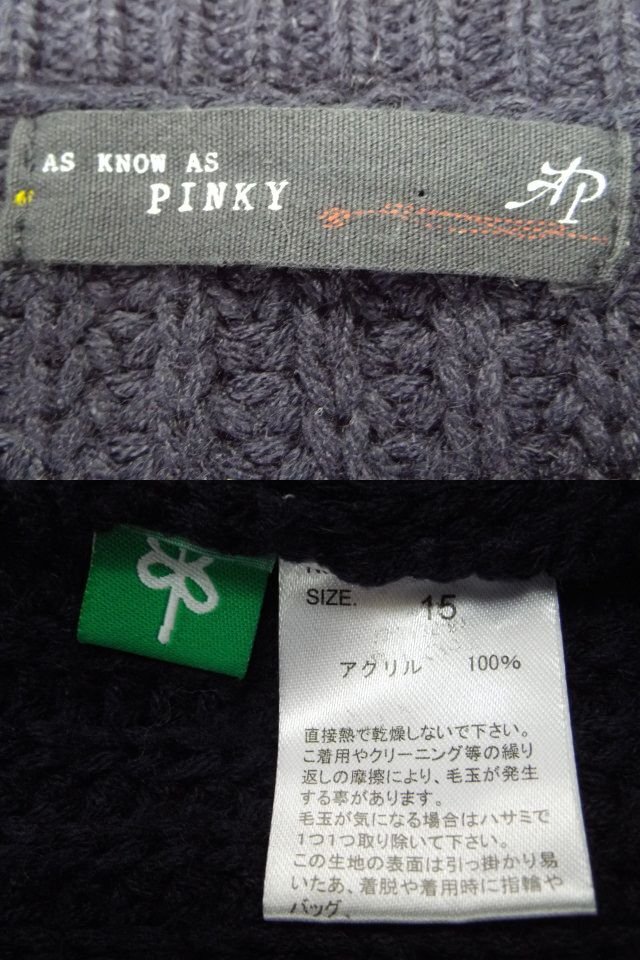 AS KNOW AS
PINKY
AP
SIZE. 15
アクリル 100%
直接熱で乾燥しないで下さい。
こ着用やクリーニング等の繰り
返しの摩擦により、毛玉が発生
する亊があります。
毛玉が気になる場合はハサミで
1つ1つ取り除いて下さい。
この生地の表面は引っ掛かり易
いたあ、着脱や着用時に指輪や
バッグ、